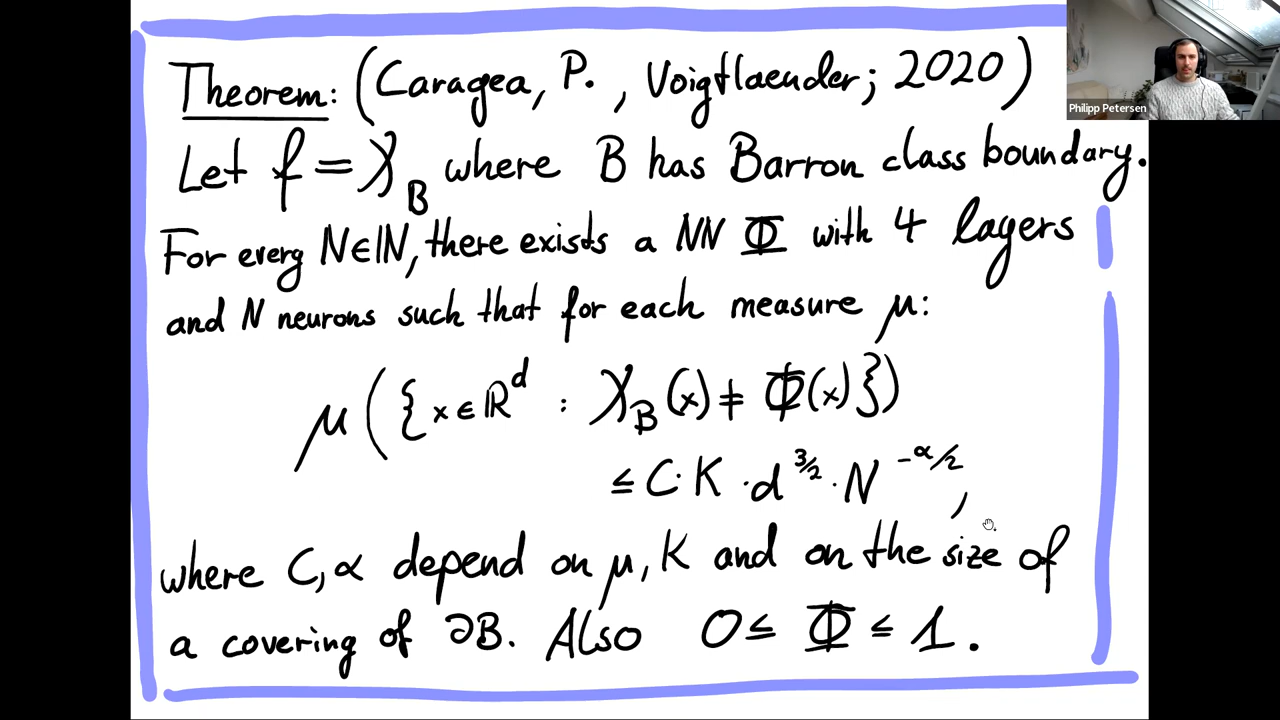 Theorem: (Caragea, P., Voigtlaender; 2020)
Let f = χ_B where B has Barron class boundary.
For every N∈ℕ, there exists a NN Φ with 4 layers
and N neurons such that for each measure μ:
μ({x∈ℝ^d : χ_B(x) ≠ Φ(x)})
≤ C·K·d^{3/2}·N^{-α/2},
where C, α depend on μ, K and on the size of
a covering of ∂B. Also 0 ≤ Φ ≤ 1.
Philipp Petersen